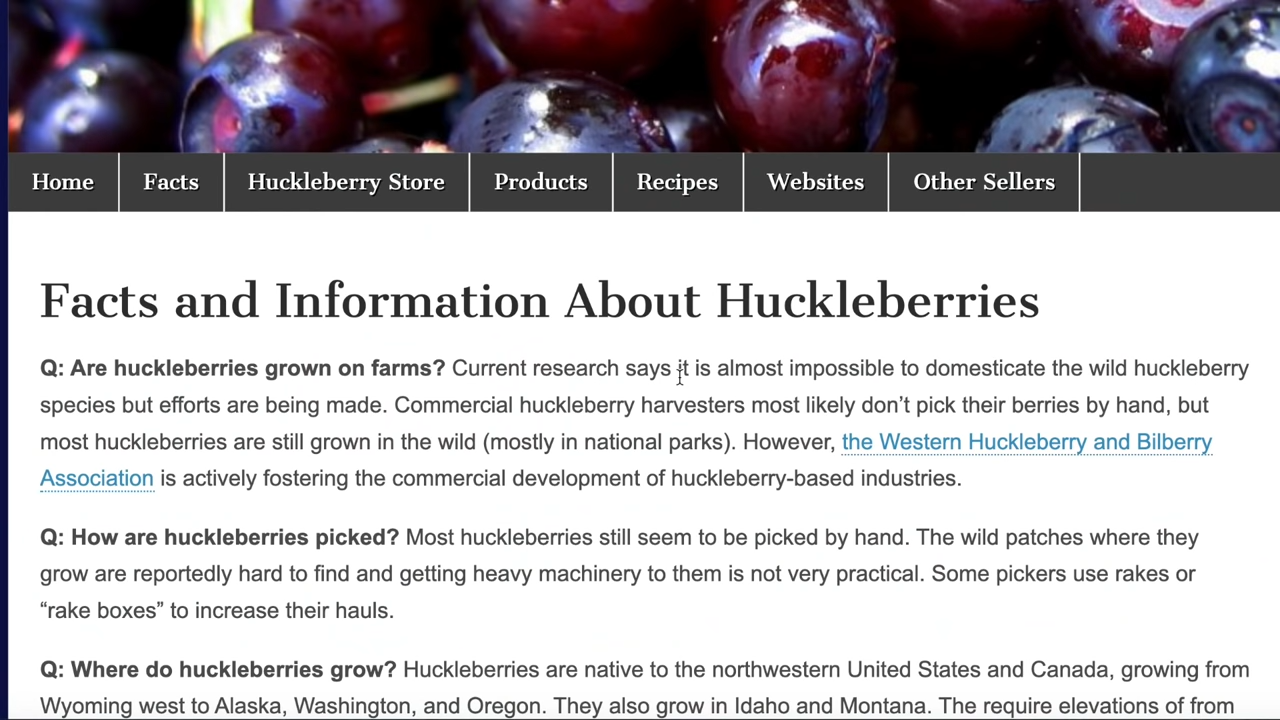 Home Facts Huckleberry Store Products Recipes Websites Other Sellers
Facts and Information About Huckleberries
Q: Are huckleberries grown on farms? Current research says it is almost impossible to domesticate the wild huckleberry
species but efforts are being made. Commercial huckleberry harvesters most likely don’t pick their berries by hand, but
most huckleberries are still grown in the wild (mostly in national parks). However, the Western Huckleberry and Bilberry
Association is actively fostering the commercial development of huckleberry-based industries.
Q: How are huckleberries picked? Most huckleberries still seem to be picked by hand. The wild patches where they
grow are reportedly hard to find and getting heavy machinery to them is not very practical. Some pickers use rakes or
“rake boxes” to increase their hauls.
Q: Where do huckleberries grow? Huckleberries are native to the northwestern United States and Canada, growing from
Wyoming west to Alaska, Washington, and Oregon. They also grow in Idaho and Montana. The require elevations of from